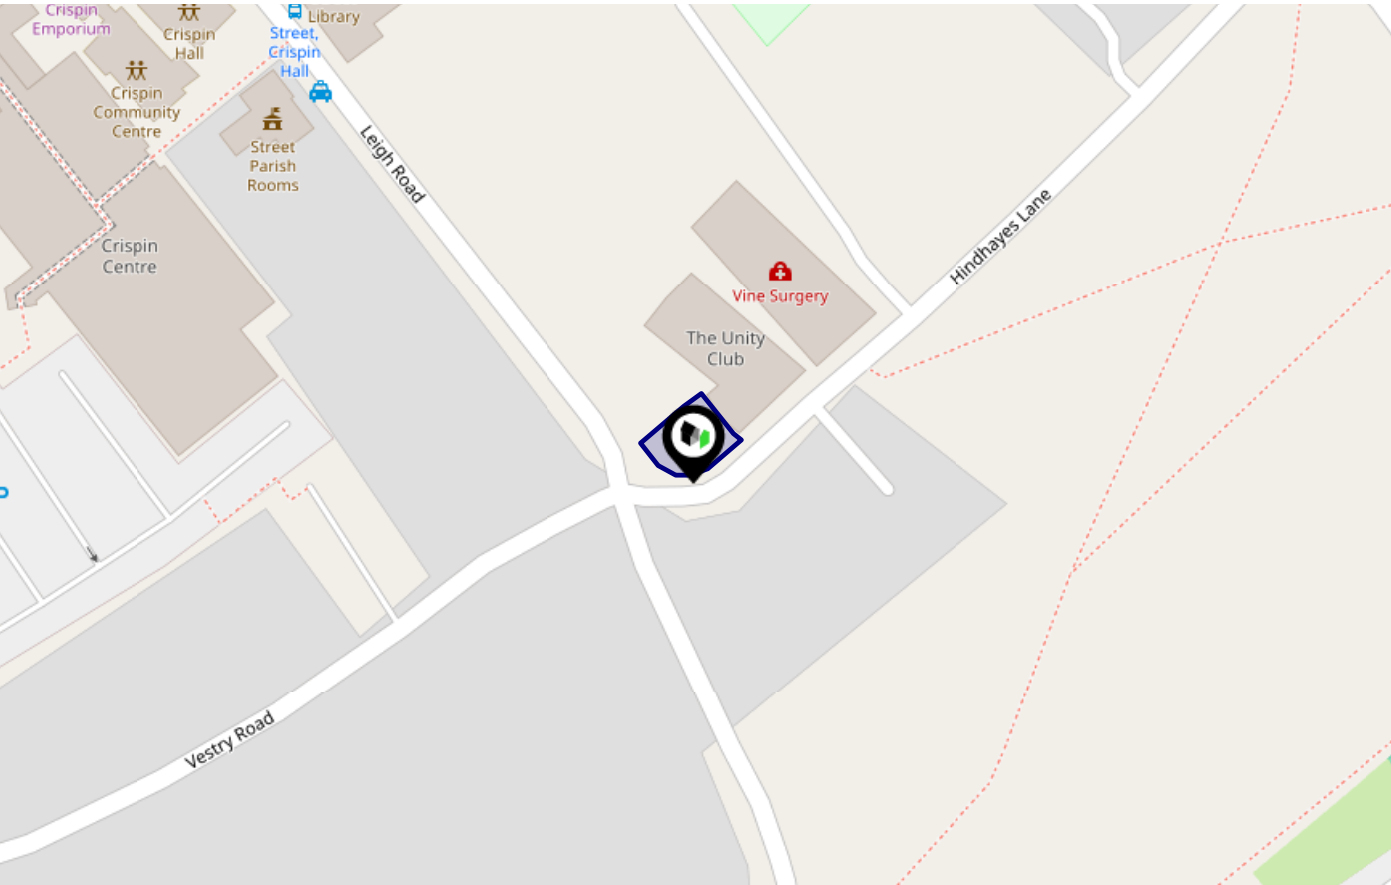 Crispin
Emporium
Crispin
Hall
Library
Street,
Crispin
Hall
Crispin
Community
Centre
Street
Parish
Rooms
Leigh Road
Crispin
Centre
Hindhayes Lane
Vine Surgery
The Unity
Club
Vestry Road